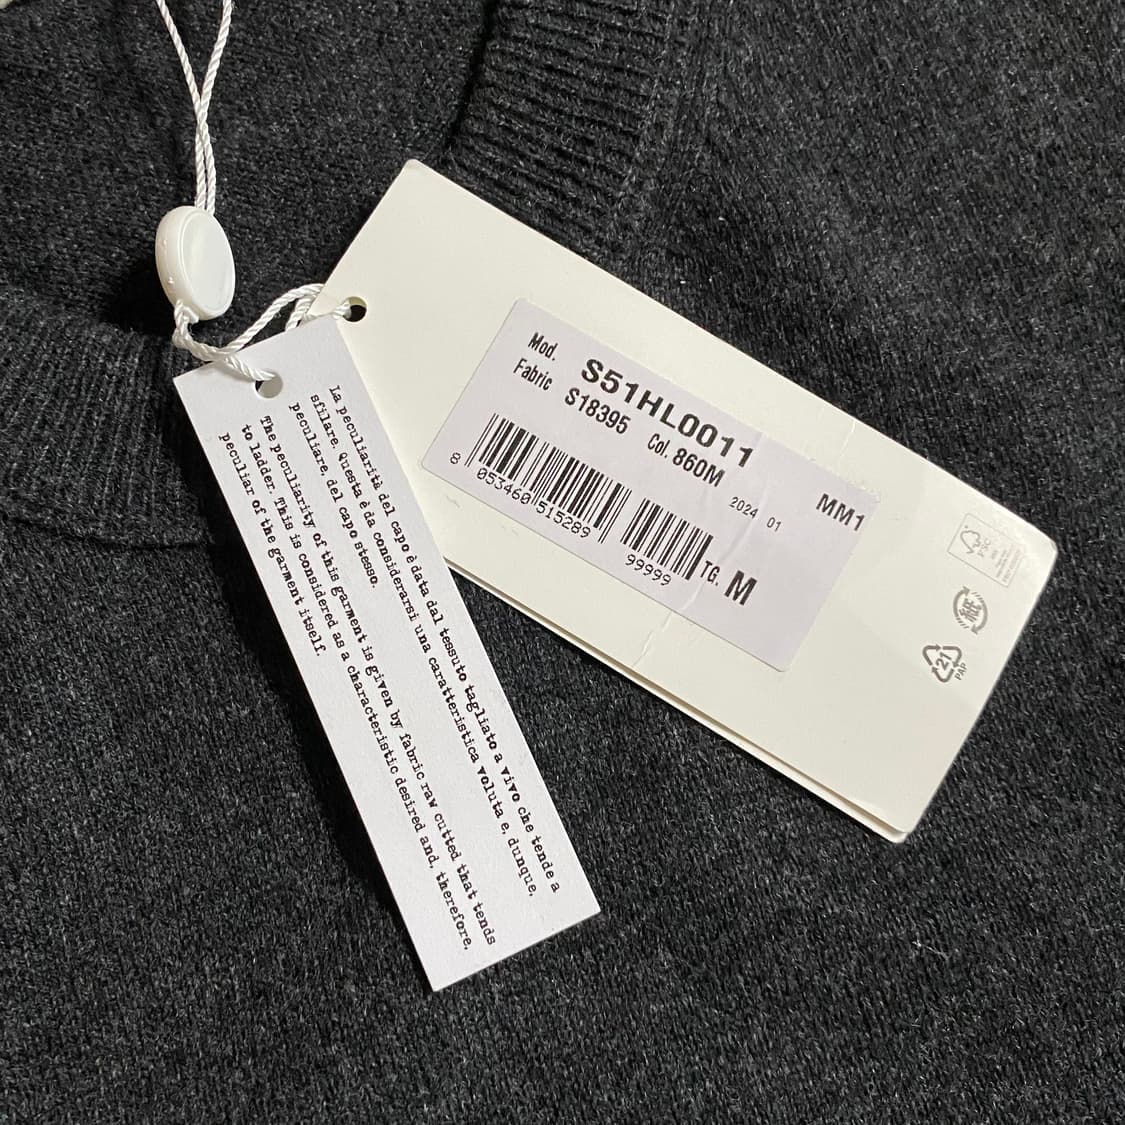 Mod. S51HL0011
Fabric S18395 Col. 860M
2024 01 MM1
8 053460 515289
99999
TG. M
21
PAP
紙
FSC
La peculiarità del capo è data dal tessuto tagliato a vivo che tende a
sfilare. Questa è da considerarsi una caratteristica voluta e, dunque,
peculiare, del capo stesso.
The peculiarity of this garment is given by fabric raw cutted that tends
to ladder. This is considered as a characteristic desired and, therefore,
peculiar of the garment itself.